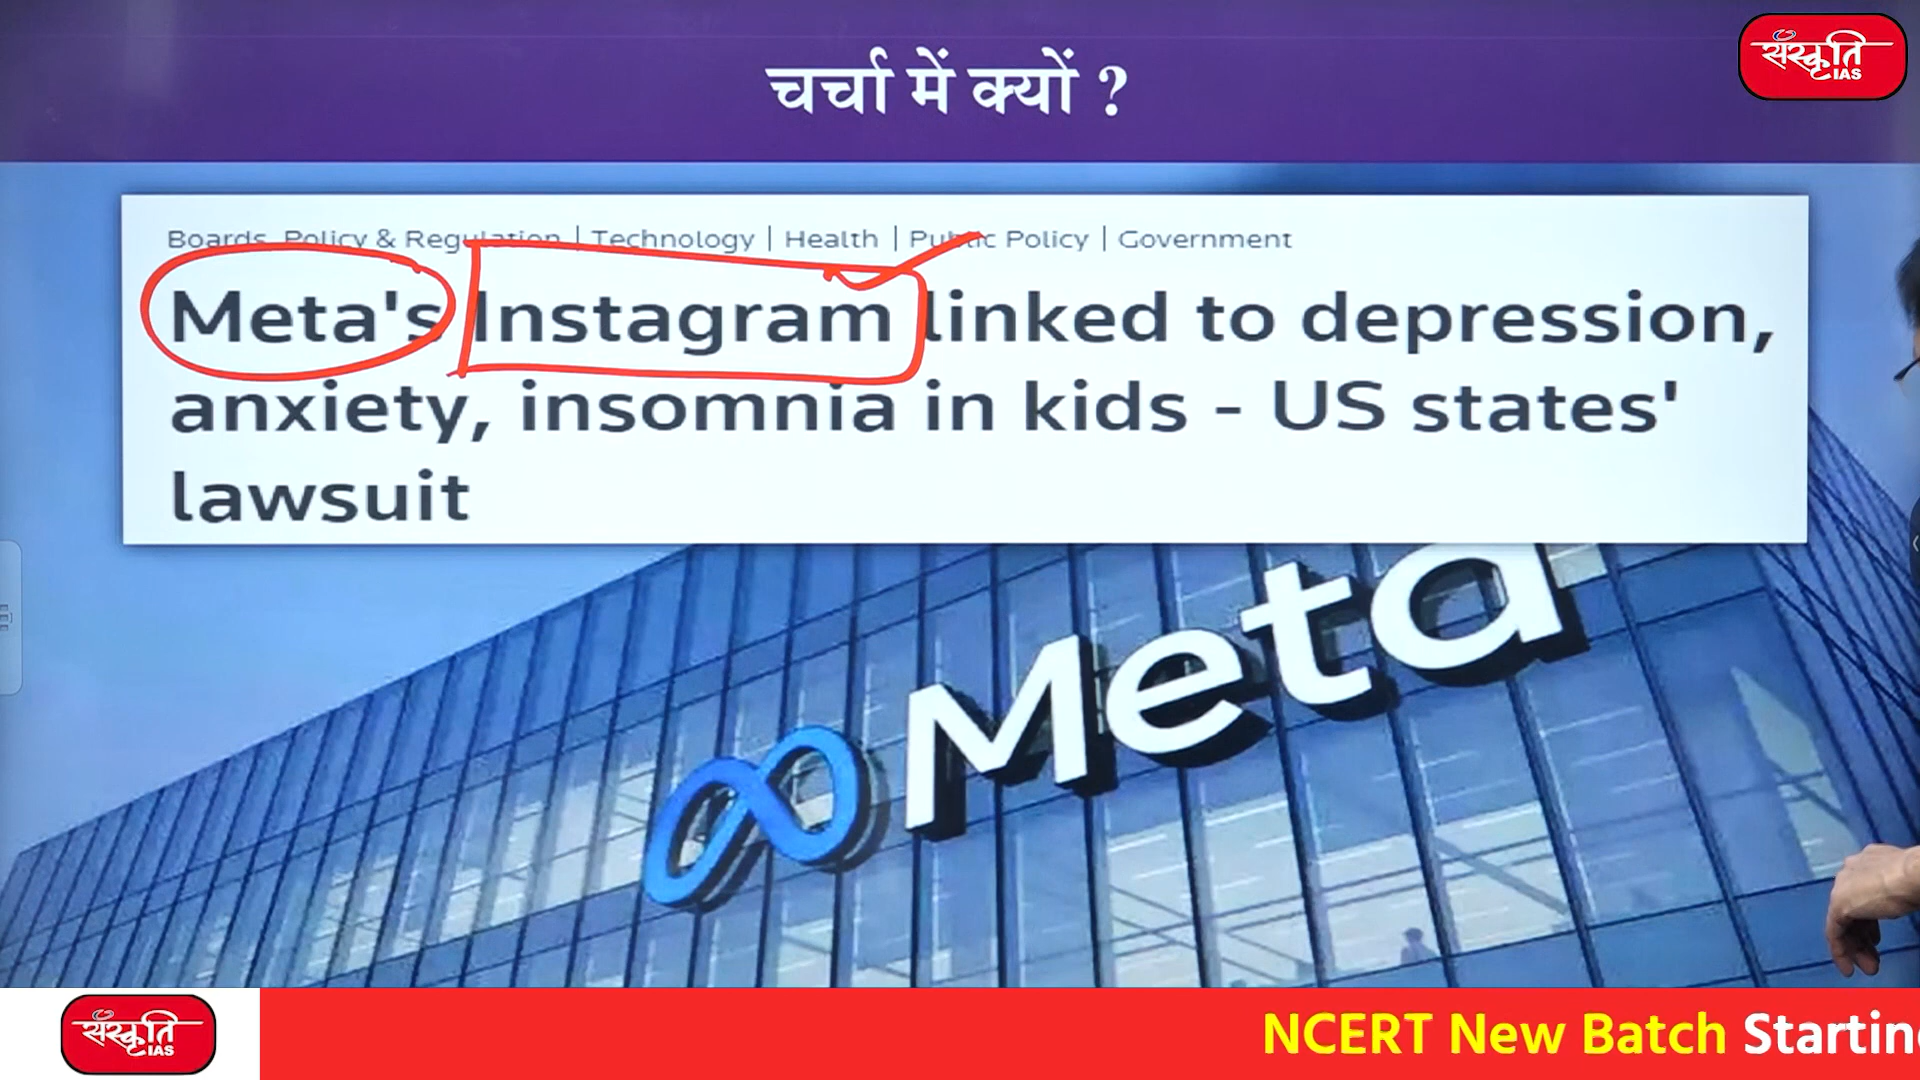 चर्चा में क्यों ?
संस्कृति
IAS
Boards, Policy & Regulation | Technology | Health | Public Policy | Government
Meta's Instagram linked to depression,
anxiety, insomnia in kids - US states'
lawsuit
Meta
संस्कृति
IAS
NCERT New Batch Startin